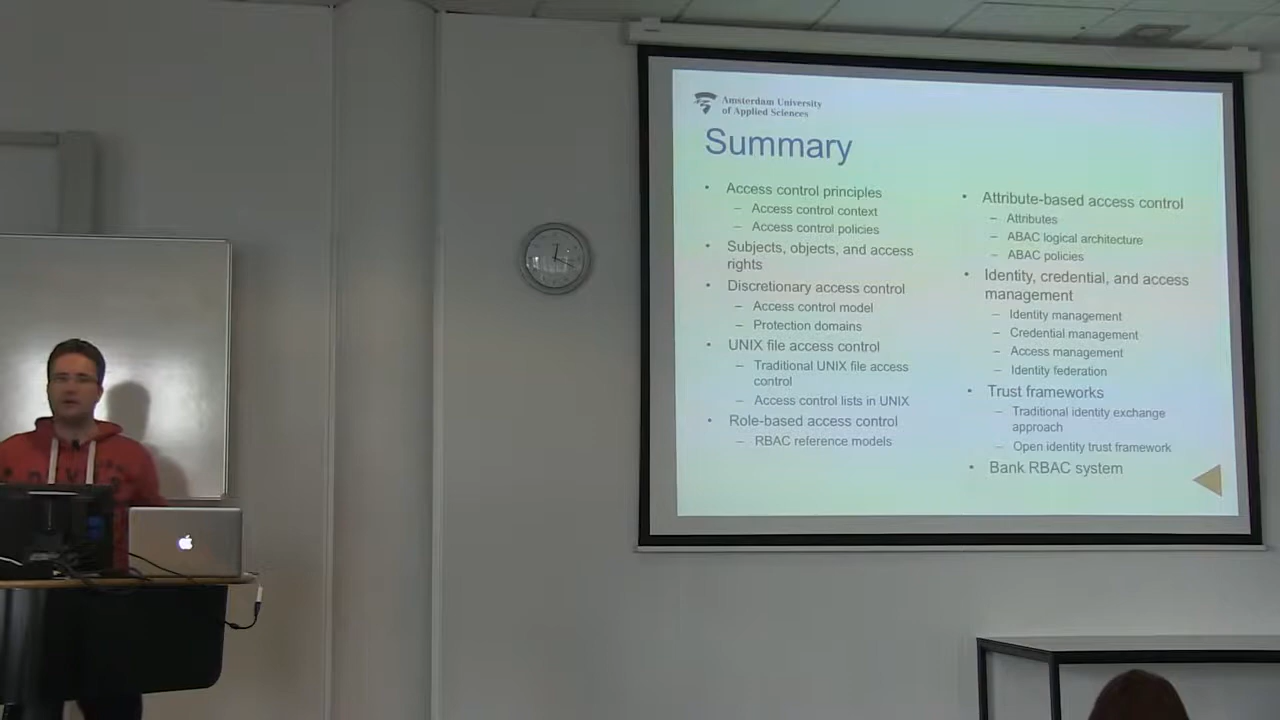 Amsterdam University
of Applied Sciences
Summary
• Access control principles
– Access control context
– Access control policies
• Subjects, objects, and access
rights
• Discretionary access control
– Access control model
– Protection domains
• UNIX file access control
– Traditional UNIX file access
control
– Access control lists in UNIX
• Role-based access control
– RBAC reference models
• Attribute-based access control
– Attributes
– ABAC logical architecture
– ABAC policies
• Identity, credential, and access
management
– Identity management
– Credential management
– Access management
– Identity federation
• Trust frameworks
– Traditional identity exchange
approach
– Open identity trust framework
• Bank RBAC system